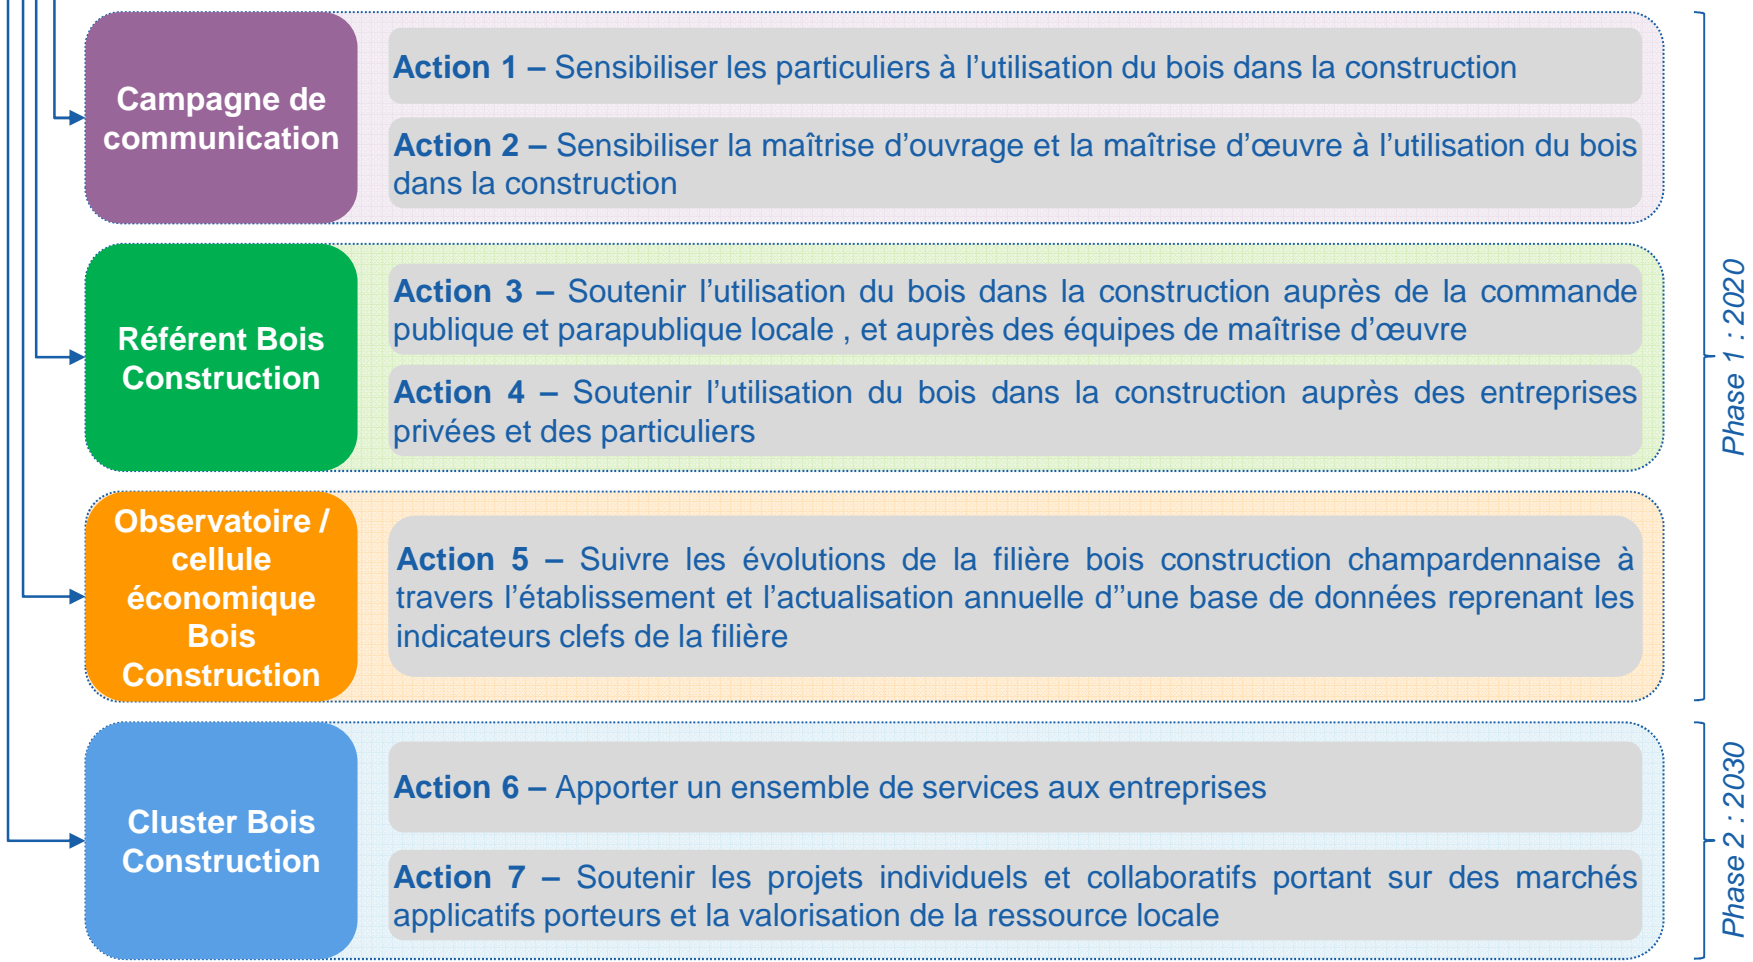 Campagne de
communication
Action 1 – Sensibiliser les particuliers à l’utilisation du bois dans la construction
Action 2 – Sensibiliser la maîtrise d’ouvrage et la maîtrise d’œuvre à l’utilisation du bois
dans la construction
Référent Bois
Construction
Action 3 – Soutenir l’utilisation du bois dans la construction auprès de la commande
publique et parapublique locale , et auprès des équipes de maîtrise d’œuvre
Action 4 – Soutenir l’utilisation du bois dans la construction auprès des entreprises
privées et des particuliers
Observatoire /
cellule
économique
Bois
Construction
Action 5 – Suivre les évolutions de la filière bois construction champardennaise à
travers l’établissement et l’actualisation annuelle d’’une base de données reprenant les
indicateurs clefs de la filière
Phase 1 : 2020
Cluster Bois
Construction
Action 6 – Apporter un ensemble de services aux entreprises
Action 7 – Soutenir les projets individuels et collaboratifs portant sur des marchés
applicatifs porteurs et la valorisation de la ressource locale
Phase 2 : 2030